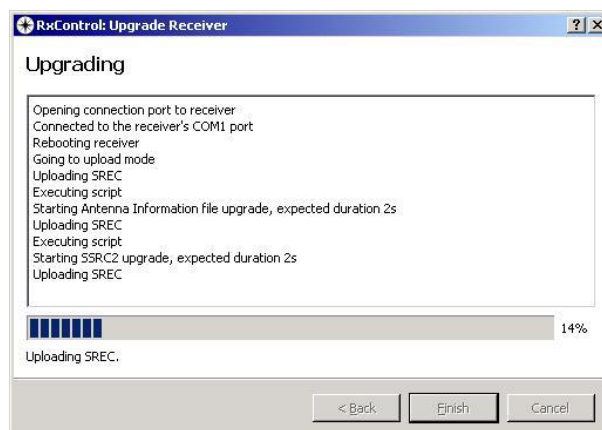 RxControl: Upgrade Receiver
Upgrading
Opening connection port to receiver
Connected to the receiver's COM1 port
Rebooting receiver
Going to upload mode
Uploading SREC
Executing script
Starting Antenna Information file upgrade, expected duration 2s
Uploading SREC
Executing script
Starting SSRC2 upgrade, expected duration 2s
Uploading SREC
14%
Uploading SREC.
< Back
Finish
Cancel